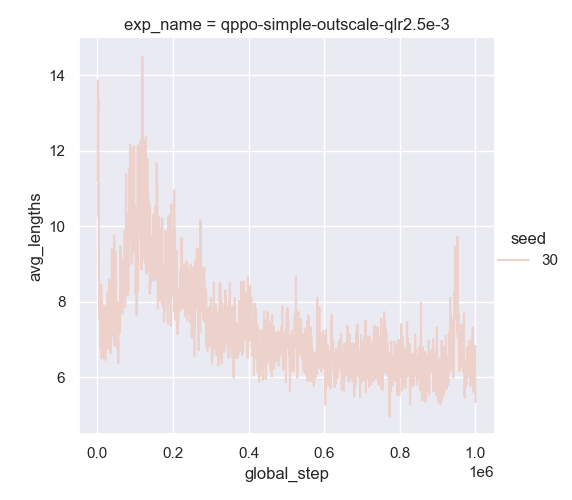 exp_name = qppo-simple-outscale-qlr2.5e-3
14
12
10
8
6
avg_lengths
0.0 0.2 0.4 0.6 0.8 1.0
1e6
global_step
seed
30